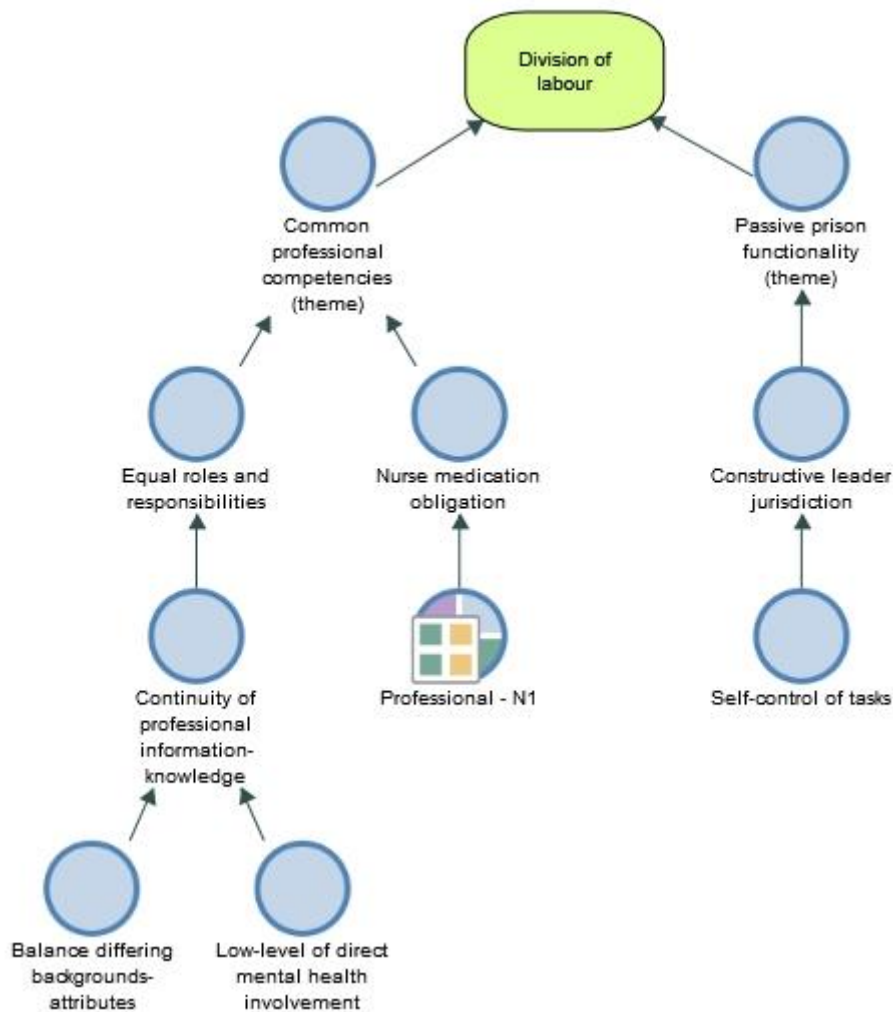 Division of
labour
Common
professional
competencies
(theme)
Passive prison
functionality
(theme)
Equal roles and
responsibilities
Nurse medication
obligation
Constructive leader
jurisdiction
Continuity of
professional
information-
knowledge
Professional - N1
Self-control of tasks
Balance differing
backgrounds-
attributes
Low-level of direct
mental health
involvement